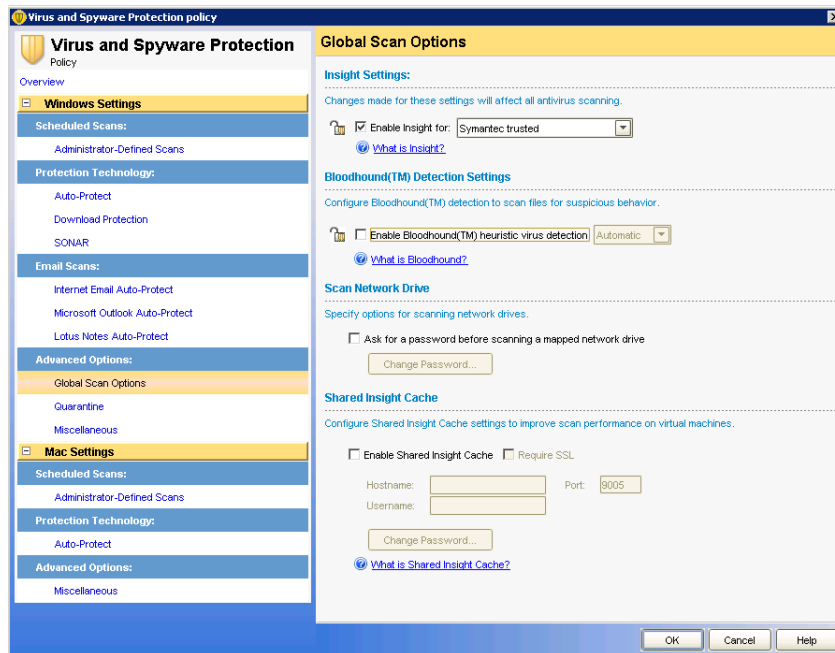 Virus and Spyware Protection policy
Virus and Spyware Protection
Policy
Overview
Windows Settings
Scheduled Scans:
Administrator-Defined Scans
Protection Technology:
Auto-Protect
Download Protection
SONAR
Email Scans:
Internet Email Auto-Protect
Microsoft Outlook Auto-Protect
Lotus Notes Auto-Protect
Advanced Options:
Global Scan Options
Quarantine
Miscellaneous
Mac Settings
Scheduled Scans:
Administrator-Defined Scans
Protection Technology:
Auto-Protect
Advanced Options:
Miscellaneous
Global Scan Options
Insight Settings:
Changes made for these settings will affect all antivirus scanning.
Enable Insight for: Symantec trusted
What is Insight?
Bloodhound(TM) Detection Settings
Configure Bloodhound(TM) detection to scan files for suspicious behavior.
Enable Bloodhound(TM) heuristic virus detection Automatic
What is Bloodhound?
Scan Network Drive
Specify options for scanning network drives.
Ask for a password before scanning a mapped network drive
Change Password...
Shared Insight Cache
Configure Shared Insight Cache settings to improve scan performance on virtual machines.
Enable Shared Insight Cache Require SSL
Hostname: Port: 9005
Username:
Change Password...
What is Shared Insight Cache?
OK Cancel Help